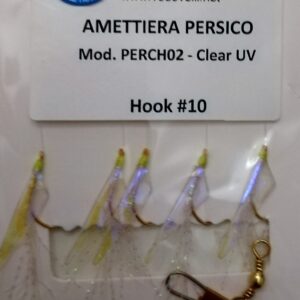 AMETTIERA PERSICO
Mod. PERCH02 - Clear UV
Hook #10